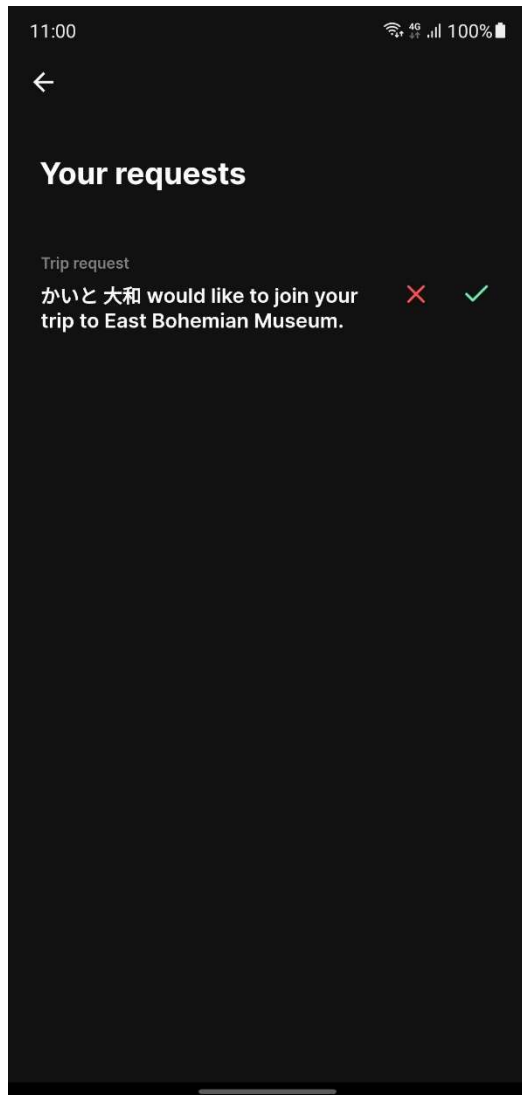 11:00
4G 100%
Your requests
Trip request
かいと 大和 would like to join your
trip to East Bohemian Museum.